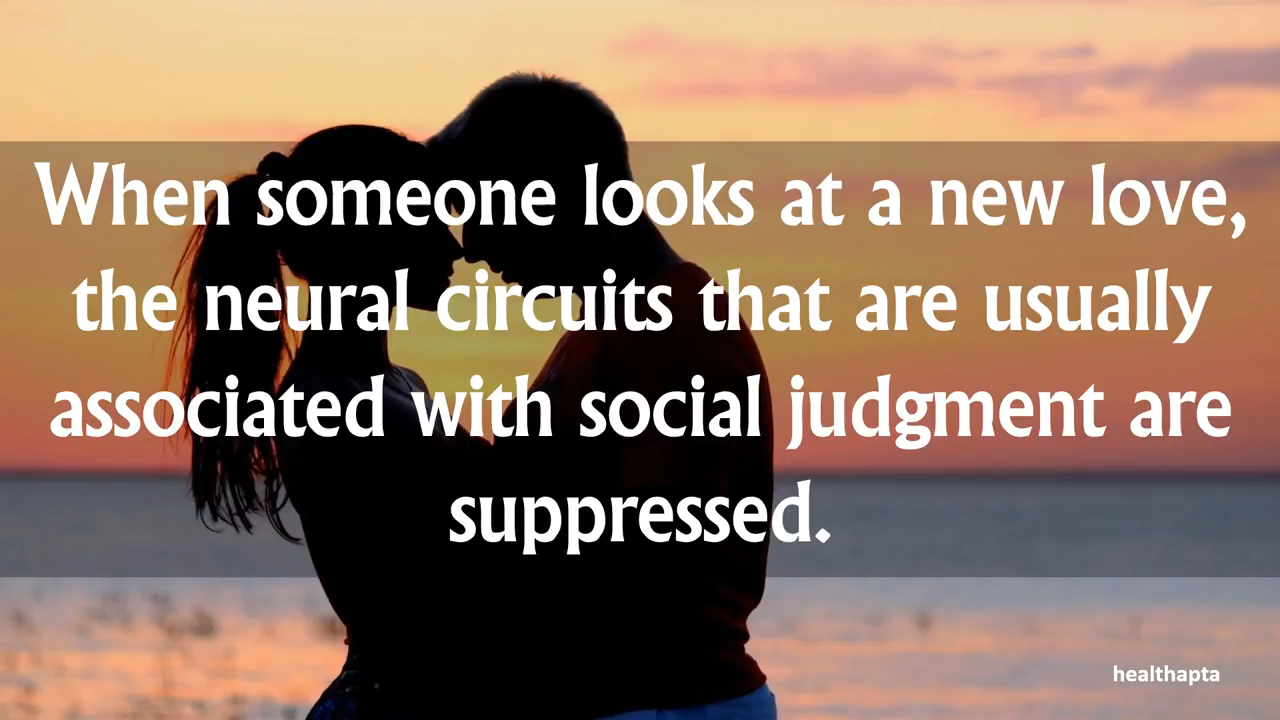 When someone looks at a new love,
the neural circuits that are usually
associated with social judgment are
suppressed.
healthapta